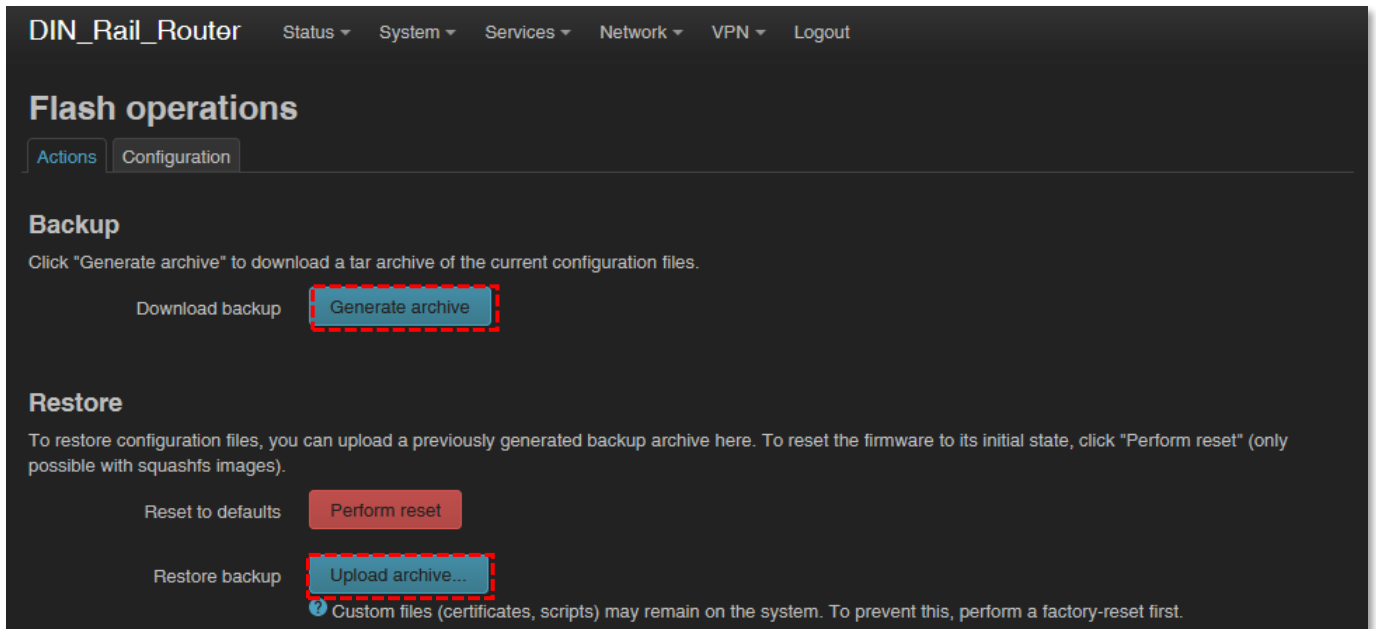 DIN_Rail_Router Status System Services Network VPN Logout
Flash operations
Actions Configuration
Backup
Click "Generate archive" to download a tar archive of the current configuration files.
Download backup Generate archive
Restore
To restore configuration files, you can upload a previously generated backup archive here. To reset the firmware to its initial state, click "Perform reset" (only
possible with squashfs images).
Reset to defaults Perform reset
Restore backup Upload archive...
? Custom files (certificates, scripts) may remain on the system. To prevent this, perform a factory-reset first.